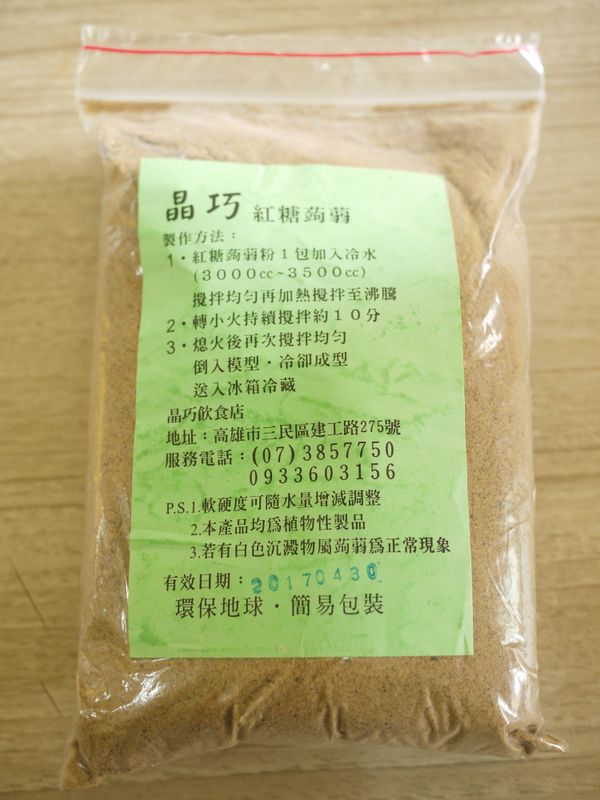 晶巧 紅糖蒟蒻
製作方法：
1・紅糖蒟蒻粉1包加入冷水
(3000cc~3500cc)
攪拌均勻再加熱攪拌至沸騰
2・轉小火持續攪拌約10分
3・熄火後再次攪拌均勻
倒入模型・冷卻成型
送入冰箱冷藏
晶巧飲食店
地址：高雄市三民區建工路275號
服務電話：(07)3857750
0933603156
P.S.1.軟硬度可隨水量增減調整
2.本產品均為植物性製品
3.若有白色沉澱物屬蒟蒻為正常現象
有效日期：20170430
環保地球・簡易包裝